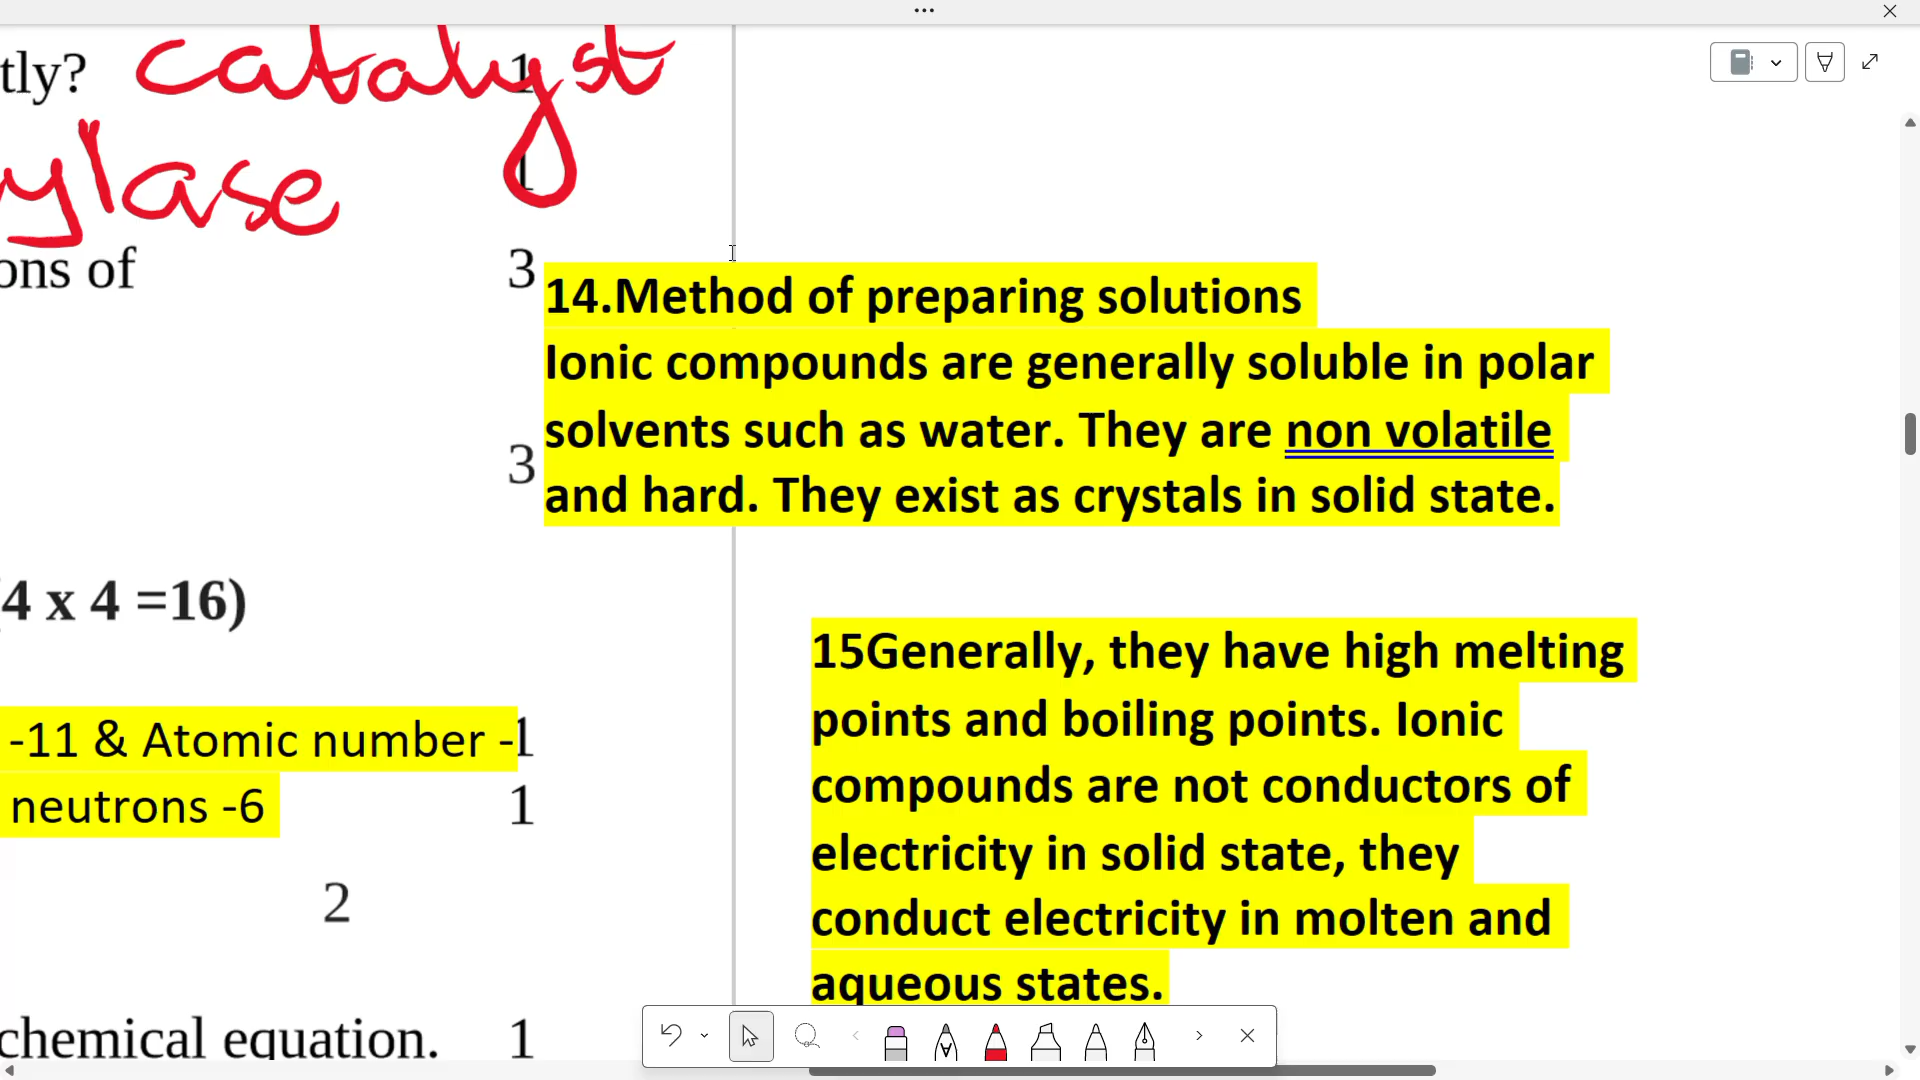 tly? catalyst 1
ylase 1
ons of 3
14.Method of preparing solutions
Ionic compounds are generally soluble in polar
solvents such as water. They are non volatile
3
and hard. They exist as crystals in solid state.
4 x 4 =16)
15Generally, they have high melting
points and boiling points. Ionic
compounds are not conductors of
electricity in solid state, they
conduct electricity in molten and
aqueous states.
-11 & Atomic number - 1
neutrons -6 1
2
chemical equation. 1